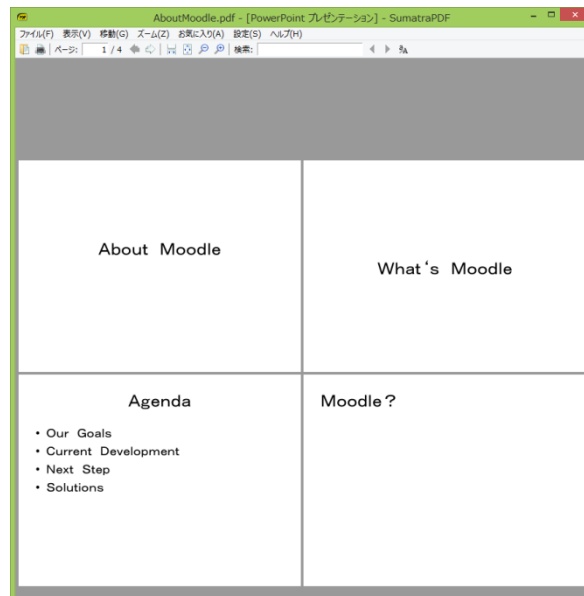 AboutMoodle.pdf - [PowerPoint プレゼンテーション] - SumatraPDF
ファイル(F) 表示(V) 移動(G) ズーム(Z) お気に入り(A) 設定(S) ヘルプ(H)
ページ: 1 / 4 検索:
About Moodle
What‘s Moodle
Agenda
• Our Goals
• Current Development
• Next Step
• Solutions
Moodle？